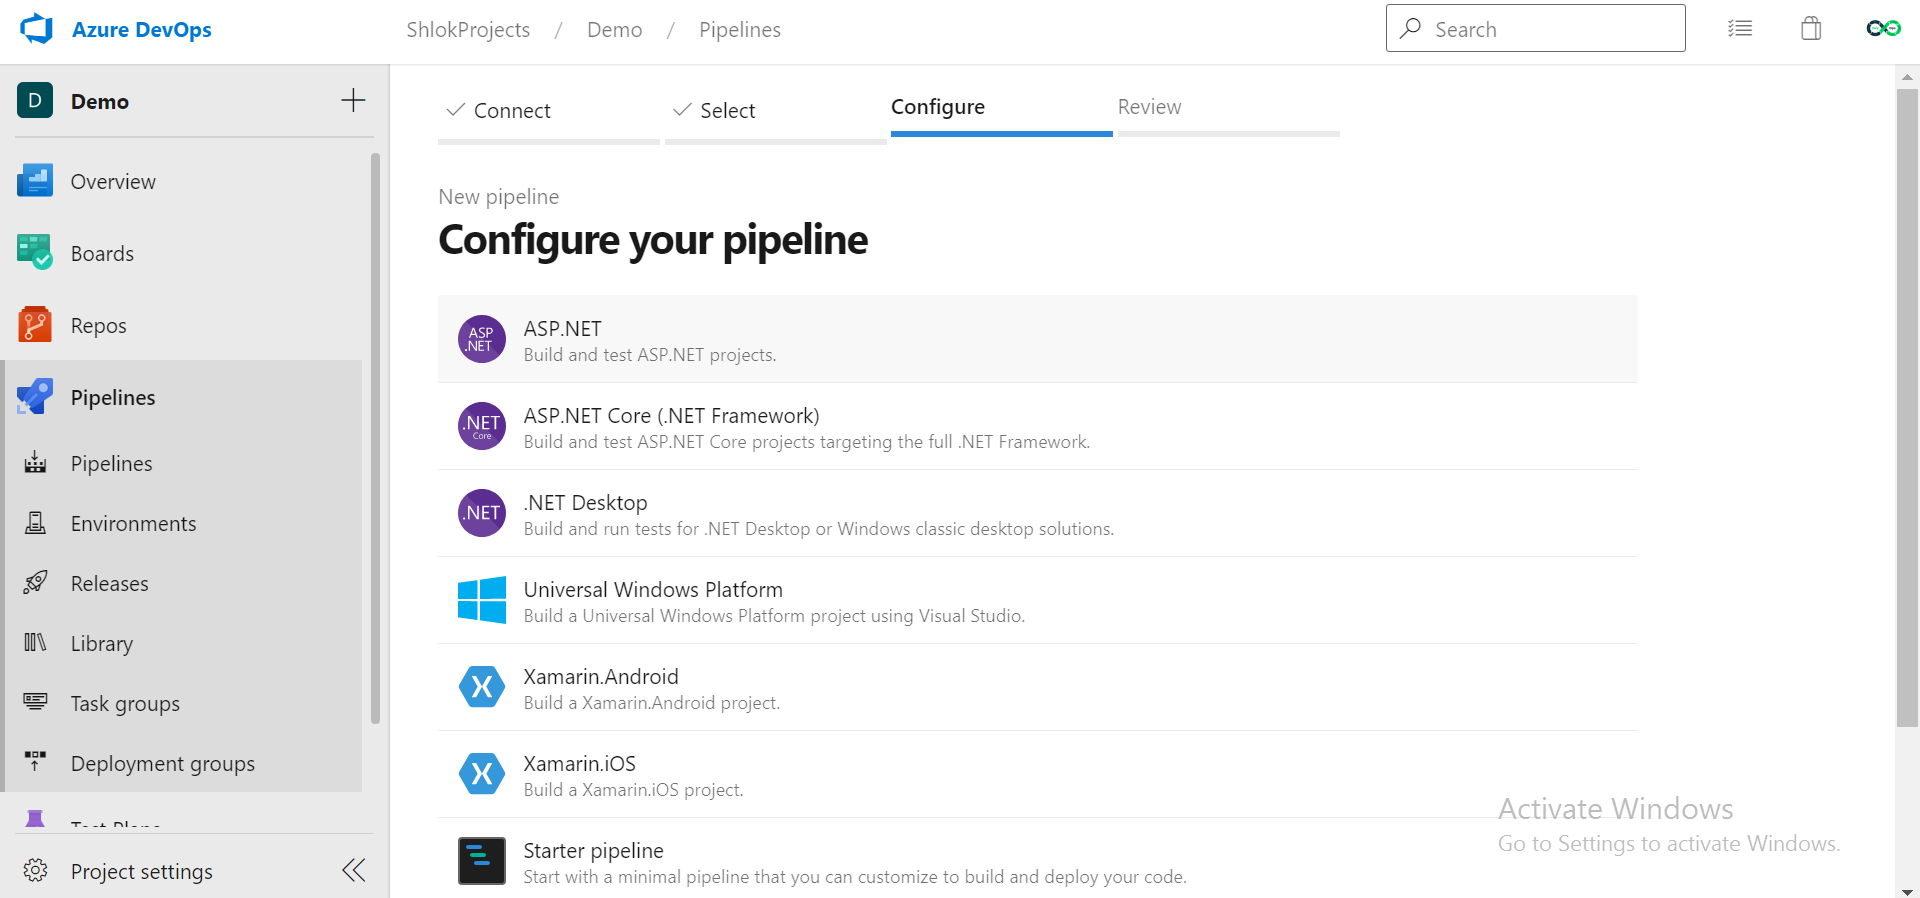 Azure DevOps
ShlokProjects / Demo / Pipelines
Search
D Demo
Overview
Boards
Repos
Pipelines
Pipelines
Environments
Releases
Library
Task groups
Deployment groups
Test Plans
Project settings
Connect
Select
Configure
Review
New pipeline
Configure your pipeline
ASP .NET
ASP.NET
Build and test ASP.NET projects.
.NET Core
ASP.NET Core (.NET Framework)
Build and test ASP.NET Core projects targeting the full .NET Framework.
.NET
.NET Desktop
Build and run tests for .NET Desktop or Windows classic desktop solutions.
Universal Windows Platform
Build a Universal Windows Platform project using Visual Studio.
Xamarin.Android
Build a Xamarin.Android project.
Xamarin.iOS
Build a Xamarin.iOS project.
Starter pipeline
Start with a minimal pipeline that you can customize to build and deploy your code.
Activate Windows
Go to Settings to activate Windows.